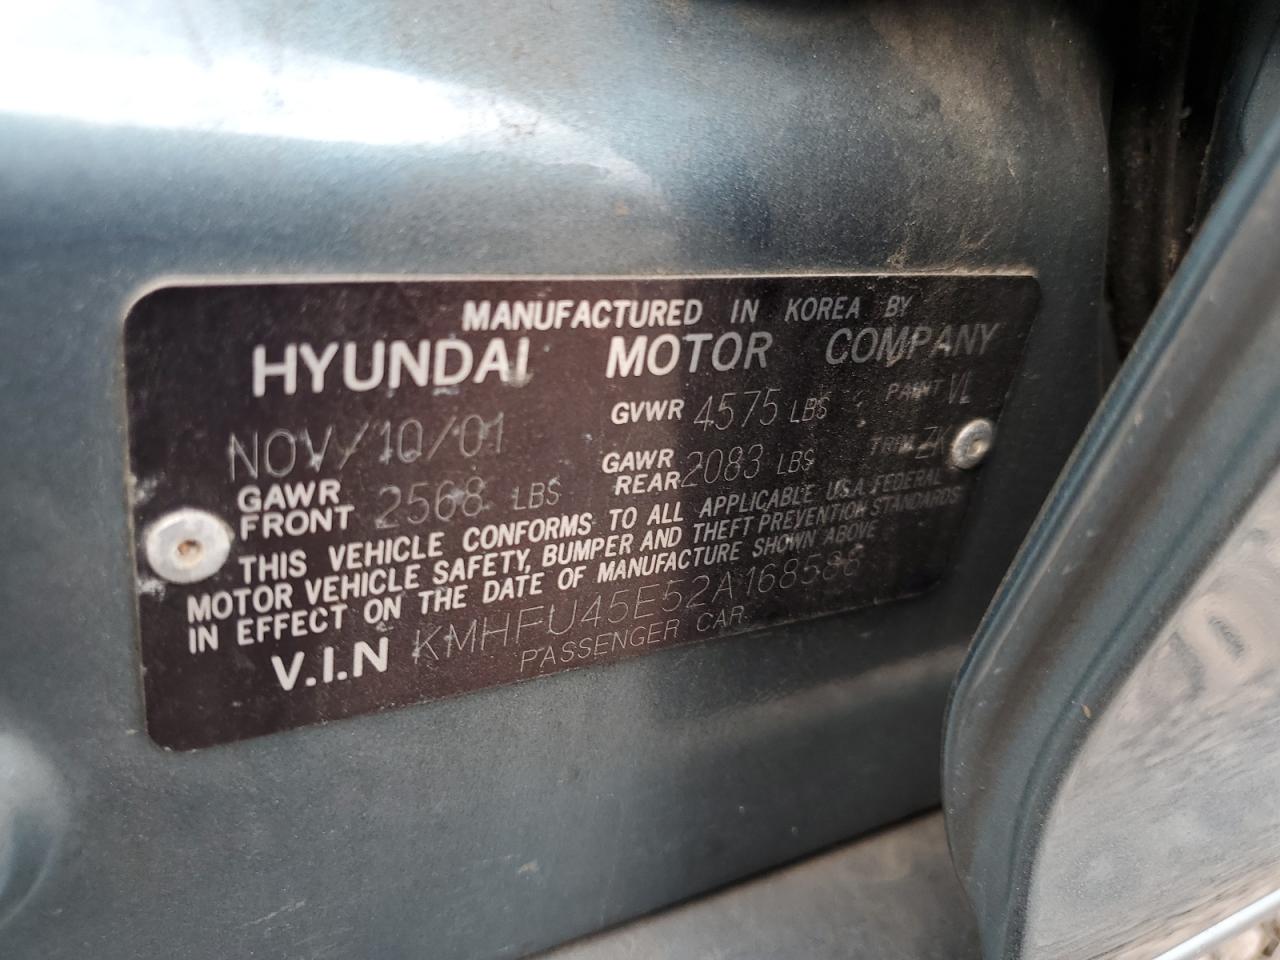 MANUFACTURED IN KOREA BY
HYUNDAI MOTOR COMPANY
NOV/10/01 GVWR 4575 LBS PAINT VL
GAWR FRONT 2568 LBS GAWR REAR 2083 LBS TRIM ZK
THIS VEHICLE CONFORMS TO ALL APPLICABLE U.S.A. FEDERAL
MOTOR VEHICLE SAFETY, BUMPER AND THEFT PREVENTION STANDARDS
IN EFFECT ON THE DATE OF MANUFACTURE SHOWN ABOVE
V.I.N KMHFU45E52A168586
PASSENGER CAR